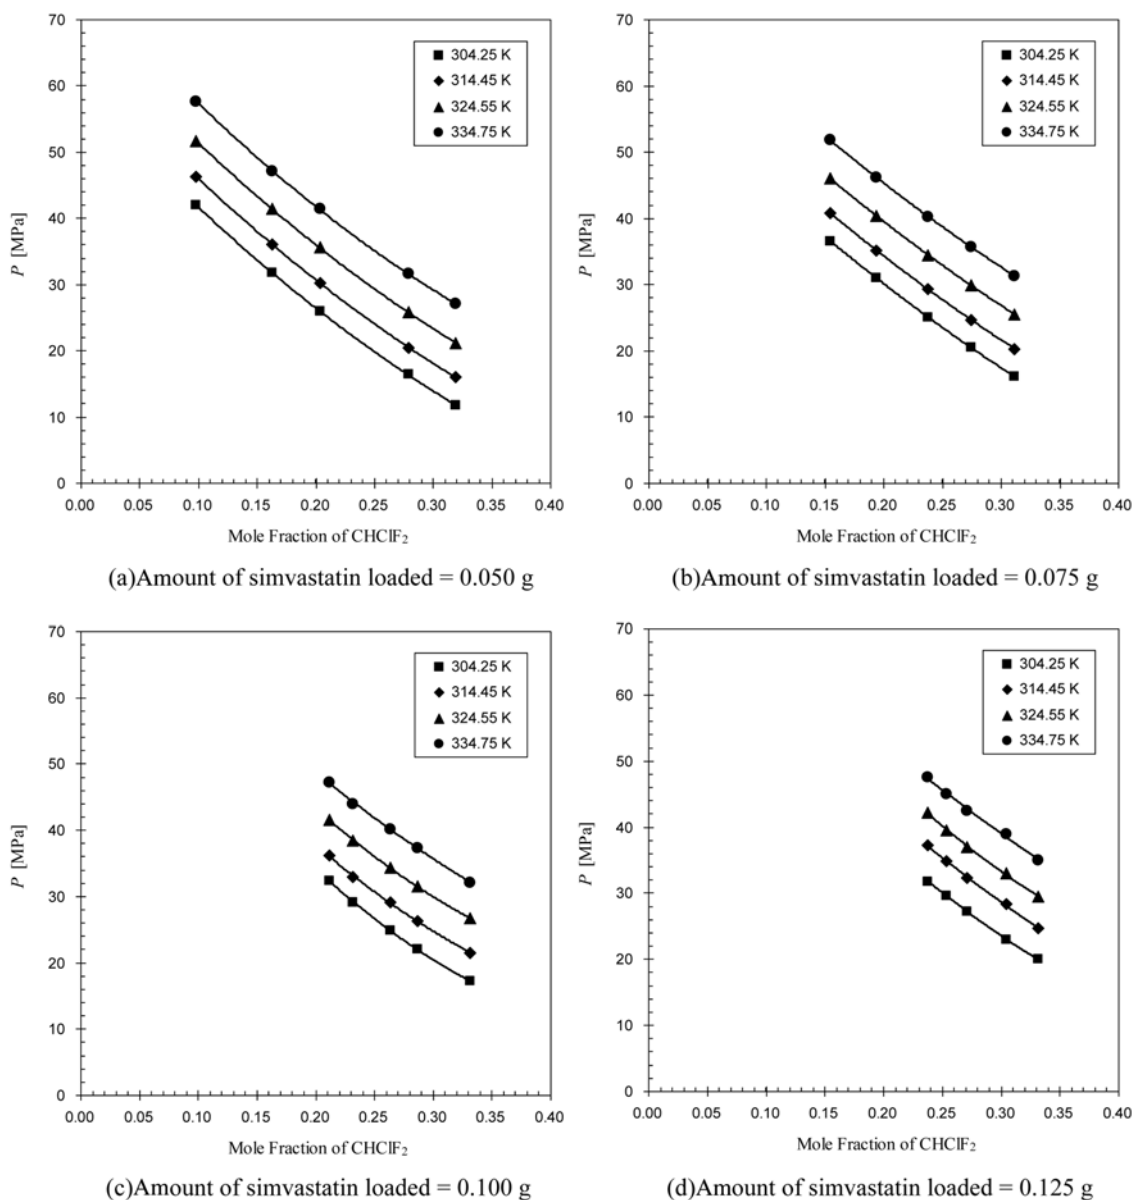 70
60
50
40
30
20
10
0
P [MPa]
304.25 K
314.45 K
324.55 K
334.75 K
0.00 0.05 0.10 0.15 0.20 0.25 0.30 0.35 0.40
Mole Fraction of CHClF₂
(a)Amount of simvastatin loaded = 0.050 g
70
60
50
40
30
20
10
0
P [MPa]
304.25 K
314.45 K
324.55 K
334.75 K
0.00 0.05 0.10 0.15 0.20 0.25 0.30 0.35 0.40
Mole Fraction of CHClF₂
(b)Amount of simvastatin loaded = 0.075 g
70
60
50
40
30
20
10
0
P [MPa]
304.25 K
314.45 K
324.55 K
334.75 K
0.00 0.05 0.10 0.15 0.20 0.25 0.30 0.35 0.40
Mole Fraction of CHClF₂
(c)Amount of simvastatin loaded = 0.100 g
70
60
50
40
30
20
10
0
P [MPa]
304.25 K
314.45 K
324.55 K
334.75 K
0.00 0.05 0.10 0.15 0.20 0.25 0.30 0.35 0.40
Mole Fraction of CHClF₂
(d)Amount of simvastatin loaded = 0.125 g